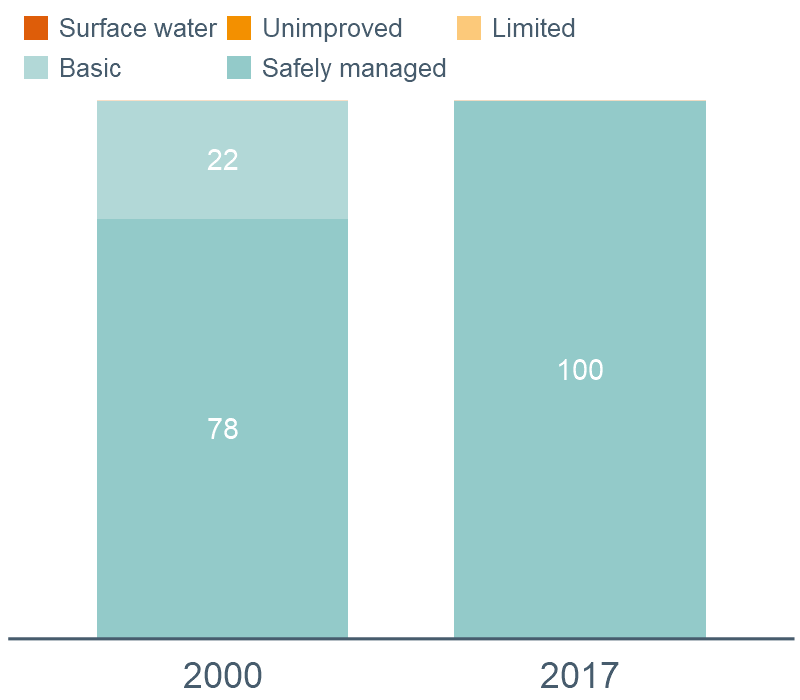 Surface water Unimproved Limited
Basic Safely managed
22
100
78
2000 2017